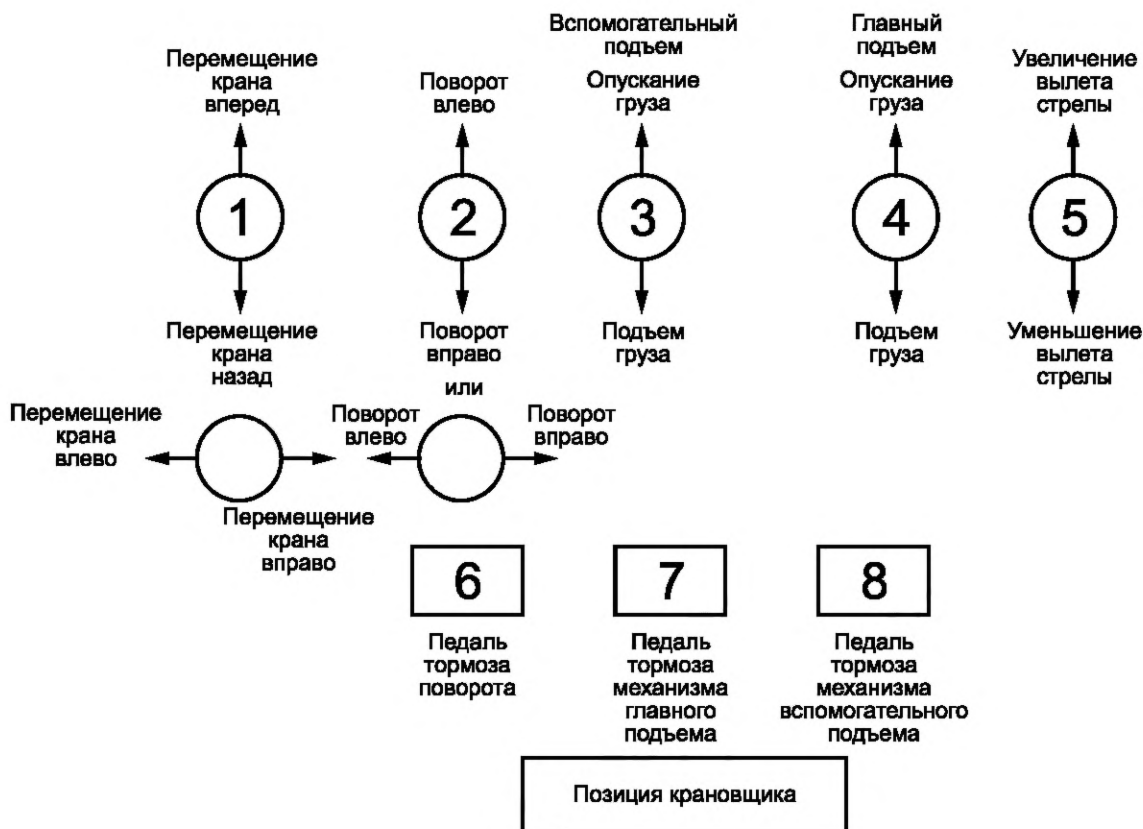 Перемещение
крана
вперед
Поворот
влево
Вспомогательный
подъем
Опускание
груза
Главный
подъем
Опускание
груза
Увеличение
вылета
стрелы
1
2
3
4
5
Перемещение
крана
назад
Поворот
вправо
или
Подъем
груза
Подъем
груза
Уменьшение
вылета
стрелы
Перемещение
крана
влево
Перемещение
крана
вправо
Поворот
влево
Поворот
вправо
6
7
8
Педаль
тормоза
поворота
Педаль
тормоза
механизма
главного
подъема
Педаль
тормоза
механизма
вспомогательного
подъема
Позиция крановщика